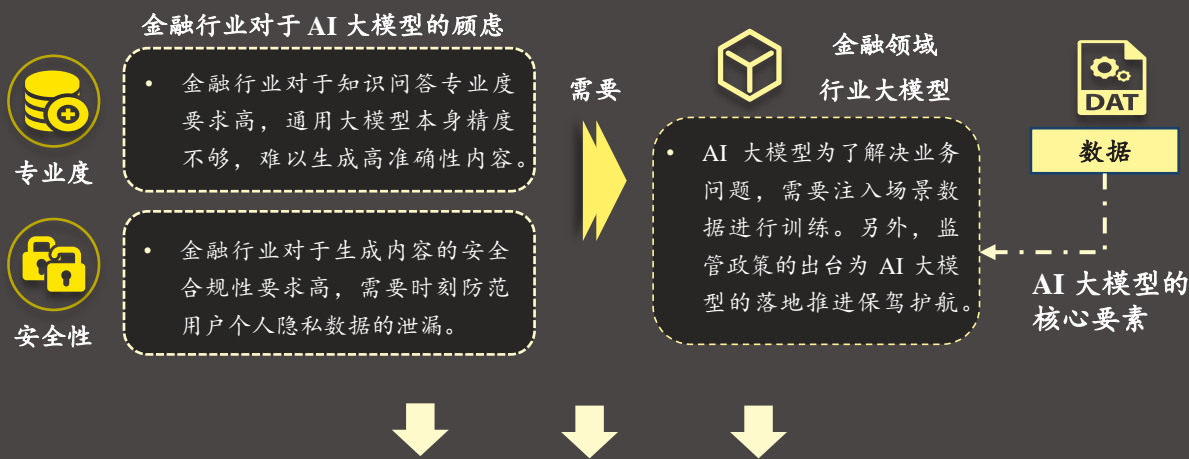 金融行业对于 AI 大模型的顾虑
专业度
• 金融行业对于知识问答专业度
要求高，通用大模型本身精度
不够，难以生成高准确性内容。
安全性
• 金融行业对于生成内容的安全
合规性要求高，需要时刻防范
用户个人隐私数据的泄漏。
需要
金融领域
行业大模型
• AI 大模型为了解决业务
问题，需要注入场景数
据进行训练。另外，监
管政策的出台为 AI 大模
型的落地推进保驾护航。
DAT
数据
AI 大模型的
核心要素